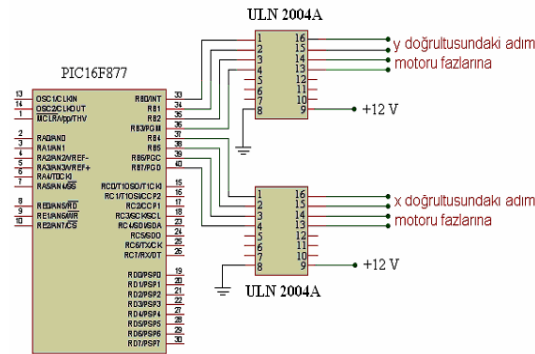 ULN 2004A
1 16
2 15
3 14
4 13
5 12
6 11
7 10
8 9
y doğrultusundaki adım
motoru fazlarına
+12 V
PIC16F877
13 OSC1/CLKIN
14 OSC2/CLKOUT
1 MCLR/Vpp/THV
2 RA0/AN0
3 RA1/AN1
4 RA2/AN2/VREF-
5 RA3/AN3/VREF+
6 RA4/T0CKI
7 RA5/AN4/SS
8 RE0/AN5/RD
9 RE1/AN6/WR
10 RE2/AN7/CS
RB0/INT 33
RB1 34
RB2 35
RB3/PGM 36
RB4 37
RB5 38
RB6/PGC 39
RB7/PGD 40
RC0/T1OSO/T1CKI 15
RC1/T1OSI/CCP2 16
RC2/CCP1 17
RC3/SCK/SCL 18
RC4/SDI/SDA 23
RC5/SDO 24
RC6/TX/CK 25
RC7/RX/DT 26
RD0/PSP0 19
RD1/PSP1 20
RD2/PSP2 21
RD3/PSP3 22
RD4/PSP4 27
RD5/PSP5 28
RD6/PSP6 29
RD7/PSP7 30
1 16
2 15
3 14
4 13
5 12
6 11
7 10
8 9
x doğrultusundaki adım
motoru fazlarına
+12 V
ULN 2004A